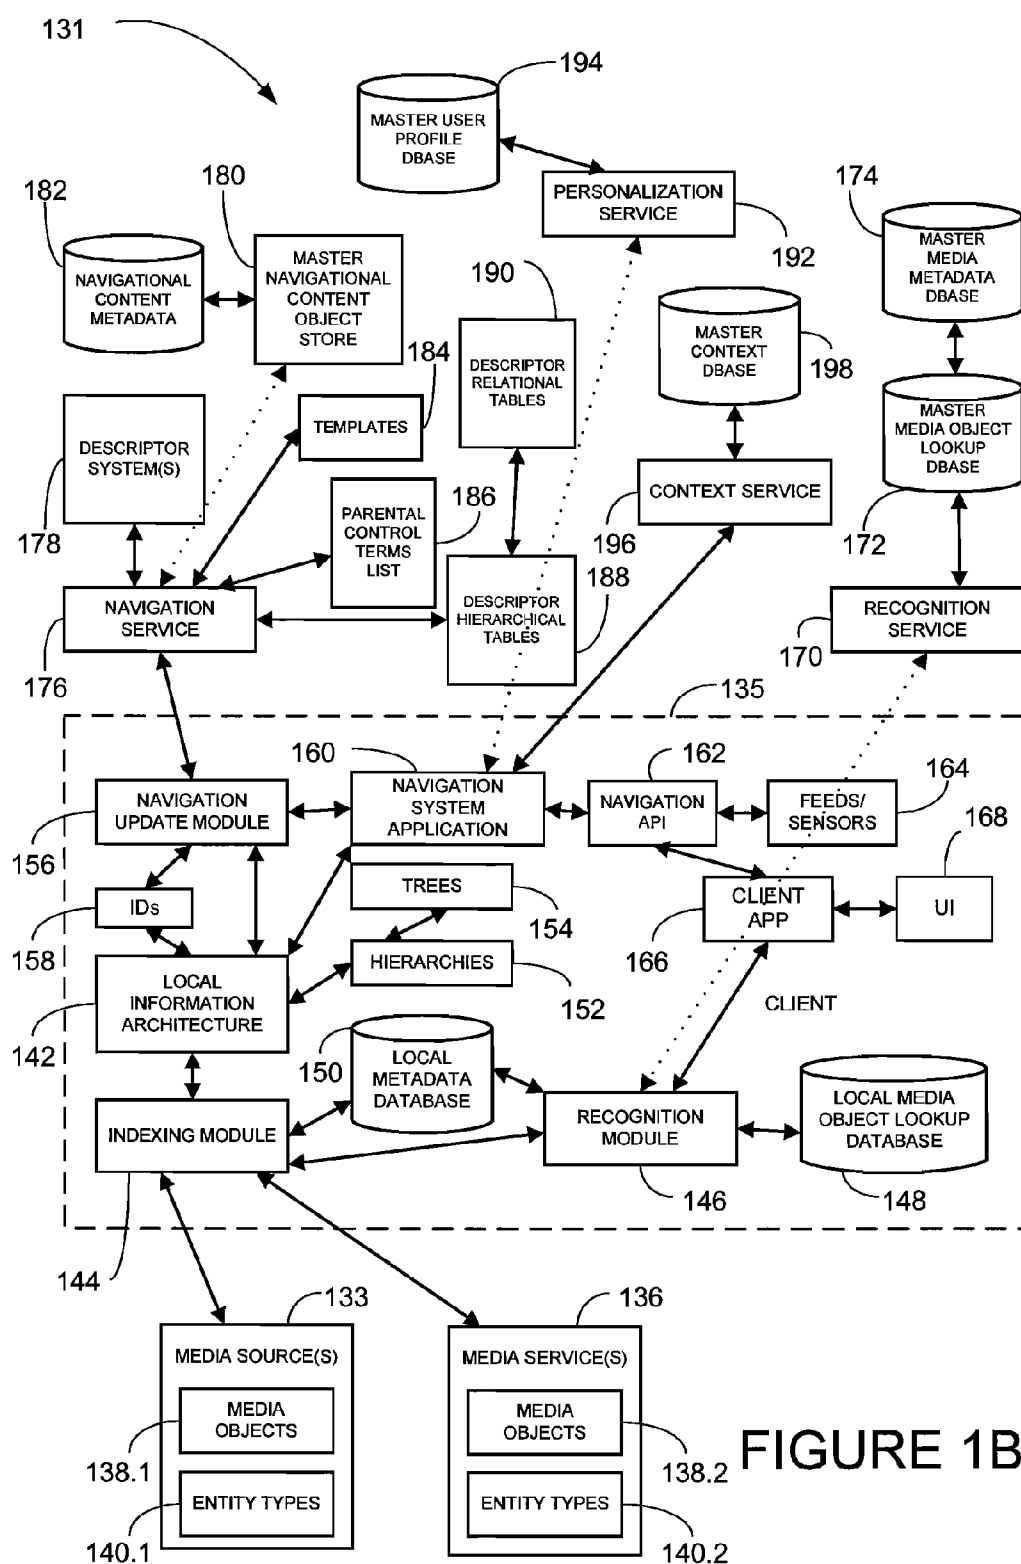 131
194
MASTER USER
PROFILE
DBASE
182
180
PERSONALIZATION
SERVICE
174
192
NAVIGATIONAL
CONTENT
METADATA
MASTER
NAVIGATIONAL
CONTENT
OBJECT
STORE
190
MASTER
MEDIA
METADATA
DBASE
184
DESCRIPTOR
RELATIONAL
TABLES
MASTER
CONTEXT
DBASE
198
DESCRIPTOR
SYSTEM(S)
TEMPLATES
MASTER
MEDIA OBJECT
LOOKUP
DBASE
178
PARENTAL
CONTROL
TERMS
LIST
186
CONTEXT SERVICE
196
172
NAVIGATION
SERVICE
DESCRIPTOR
HIERARCHICAL
TABLES
188
RECOGNITION
SERVICE
176
170
135
160
162
164
NAVIGATION
UPDATE MODULE
NAVIGATION
SYSTEM
APPLICATION
NAVIGATION
API
FEEDS/
SENSORS
168
156
IDs
TREES
CLIENT
APP
UI
158
154
166
LOCAL
INFORMATION
ARCHITECTURE
HIERARCHIES
152
CLIENT
142
150
LOCAL
METADATA
DATABASE
INDEXING MODULE
RECOGNITION
MODULE
LOCAL MEDIA
OBJECT LOOKUP
DATABASE
146
148
144
133
136
MEDIA SOURCE(S)
MEDIA SERVICE(S)
MEDIA
OBJECTS
MEDIA
OBJECTS
138.1
138.2
FIGURE 1B
ENTITY TYPES
ENTITY TYPES
140.1
140.2